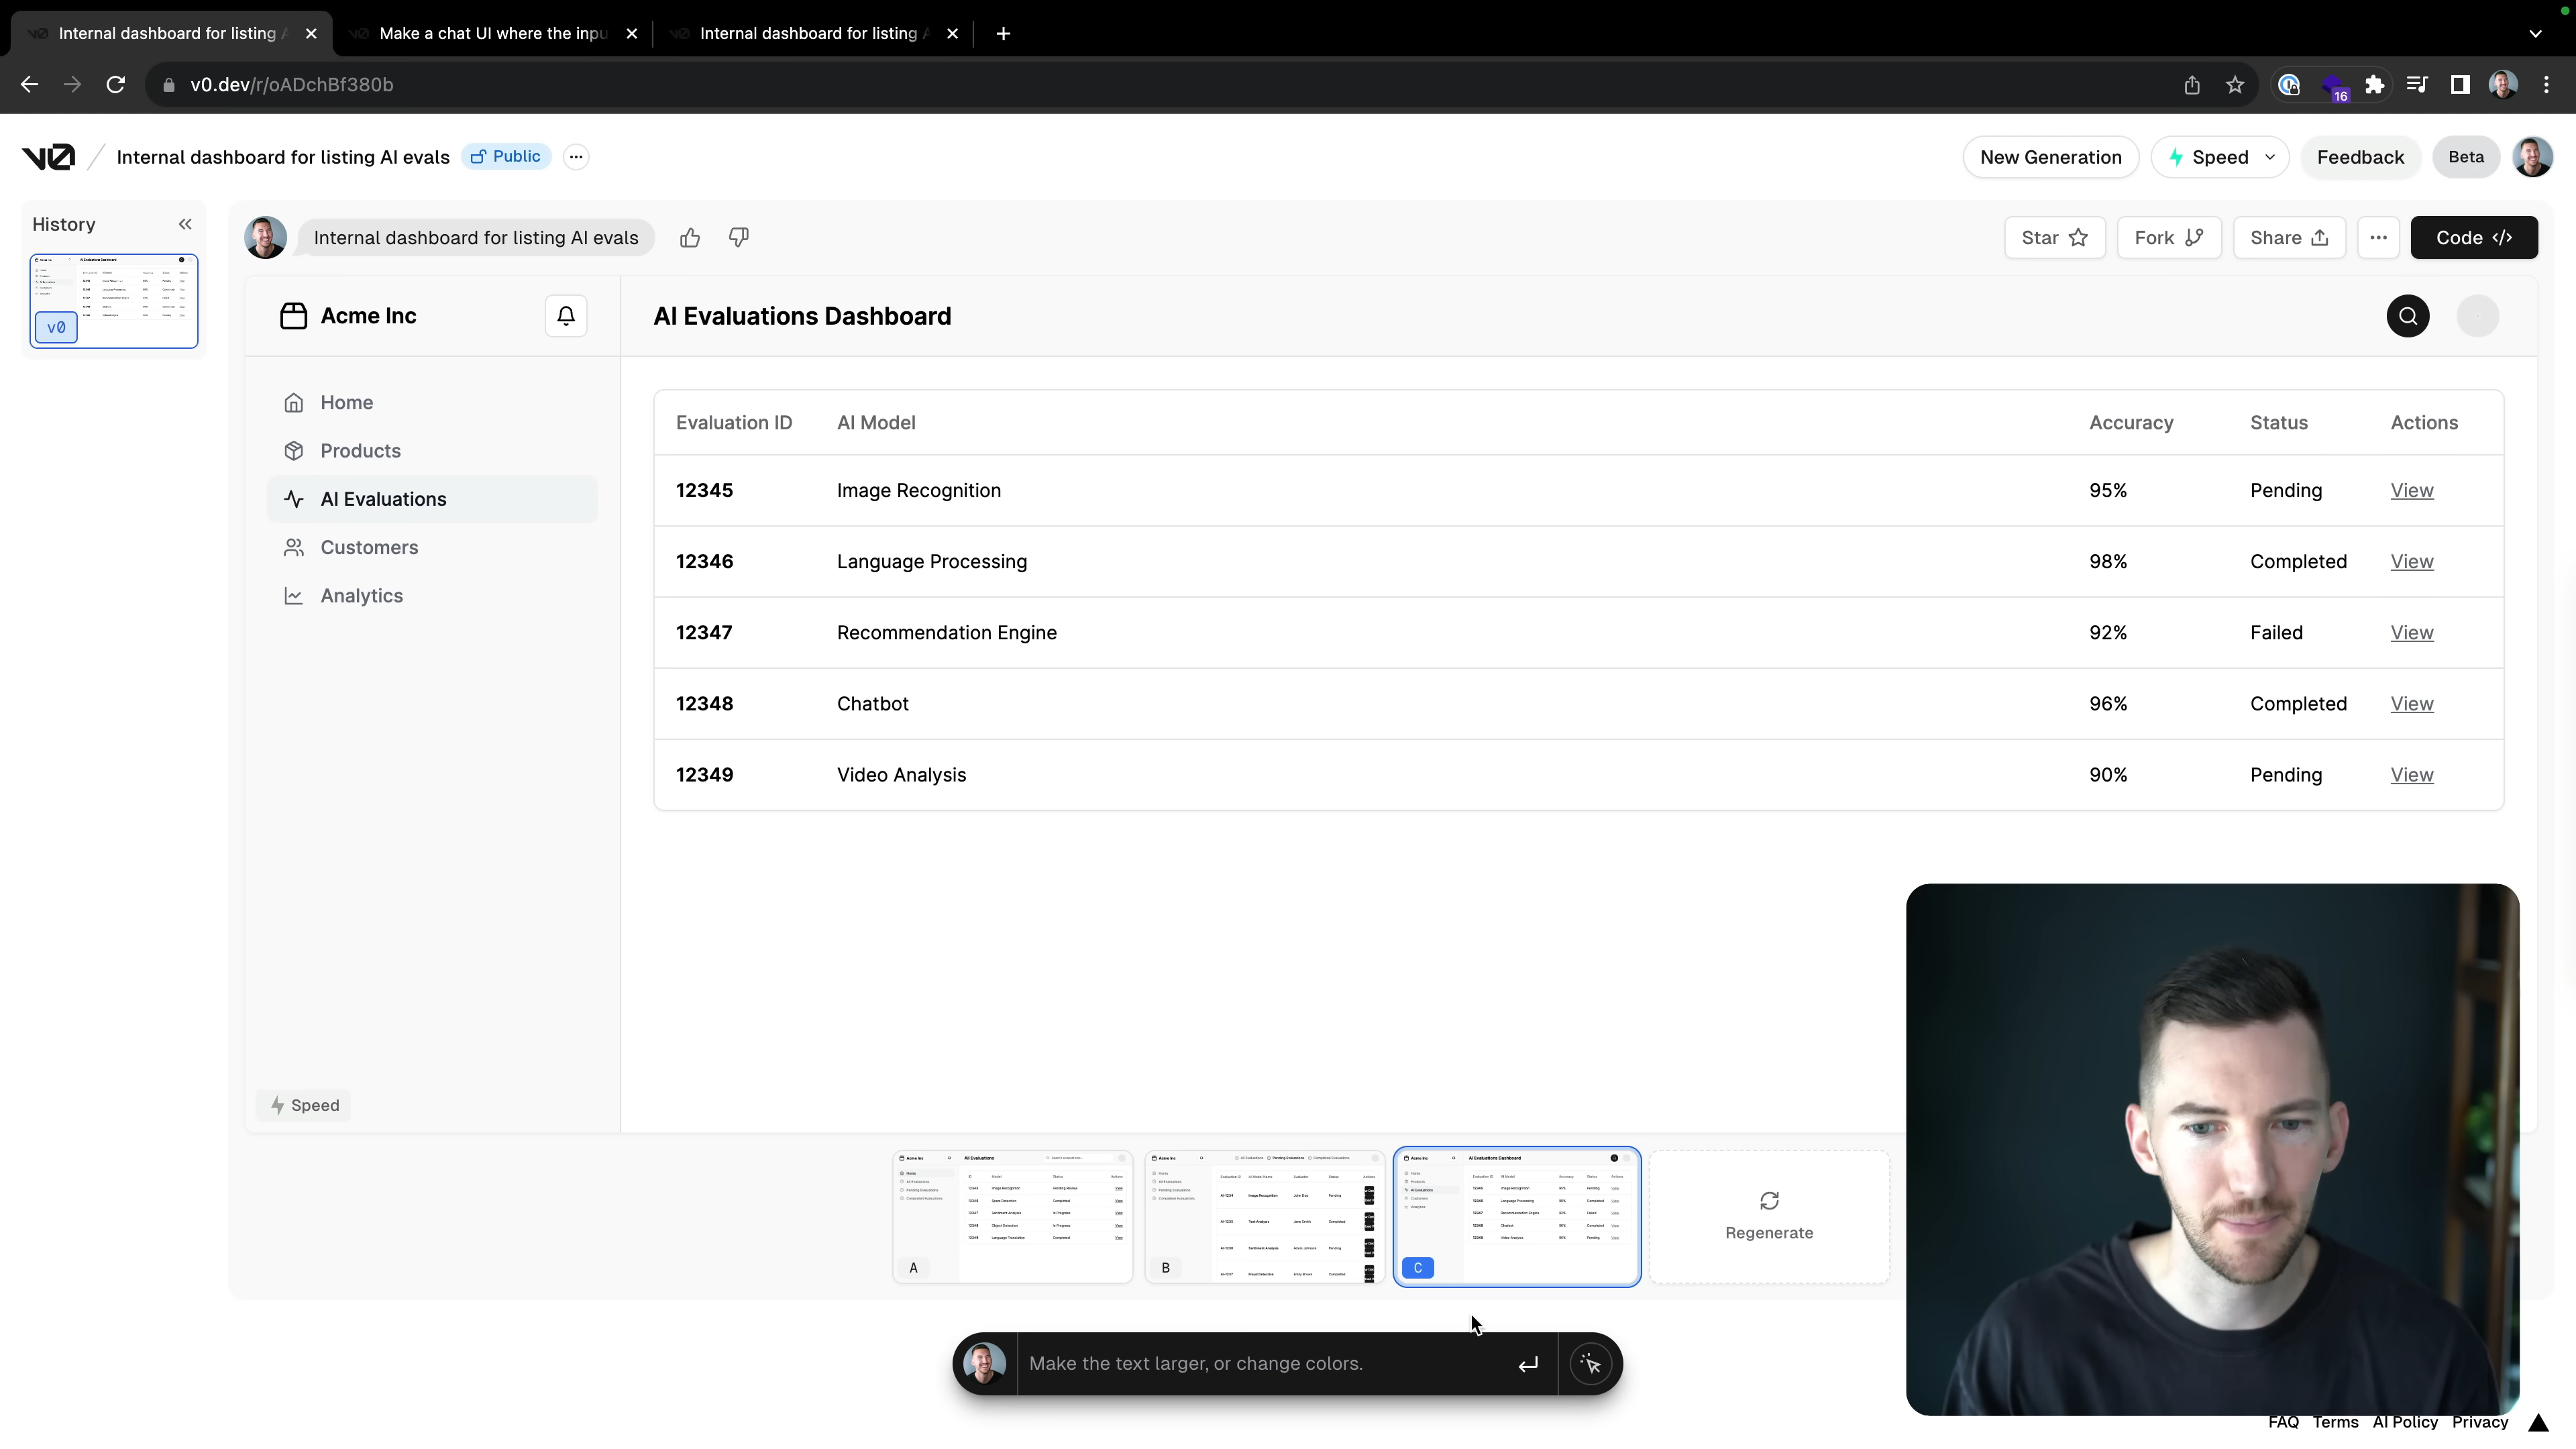 Internal dashboard for listing A
Make a chat UI where the inpu
Internal dashboard for listing A
v0.dev/r/oADchBf380b
16
v0
Internal dashboard for listing AI evals
Public
New Generation
Speed
Feedback
Beta
History
v0
Internal dashboard for listing AI evals
Star
Fork
Share
Code </>
Acme Inc
AI Evaluations Dashboard
Home
Products
AI Evaluations
Customers
Analytics
Evaluation ID AI Model Accuracy Status Actions
12345 Image Recognition 95% Pending View
12346 Language Processing 98% Completed View
12347 Recommendation Engine 92% Failed View
12348 Chatbot 96% Completed View
12349 Video Analysis 90% Pending View
Speed
A
B
C
Regenerate
Make the text larger, or change colors.
FAQ Terms AI Policy Privacy